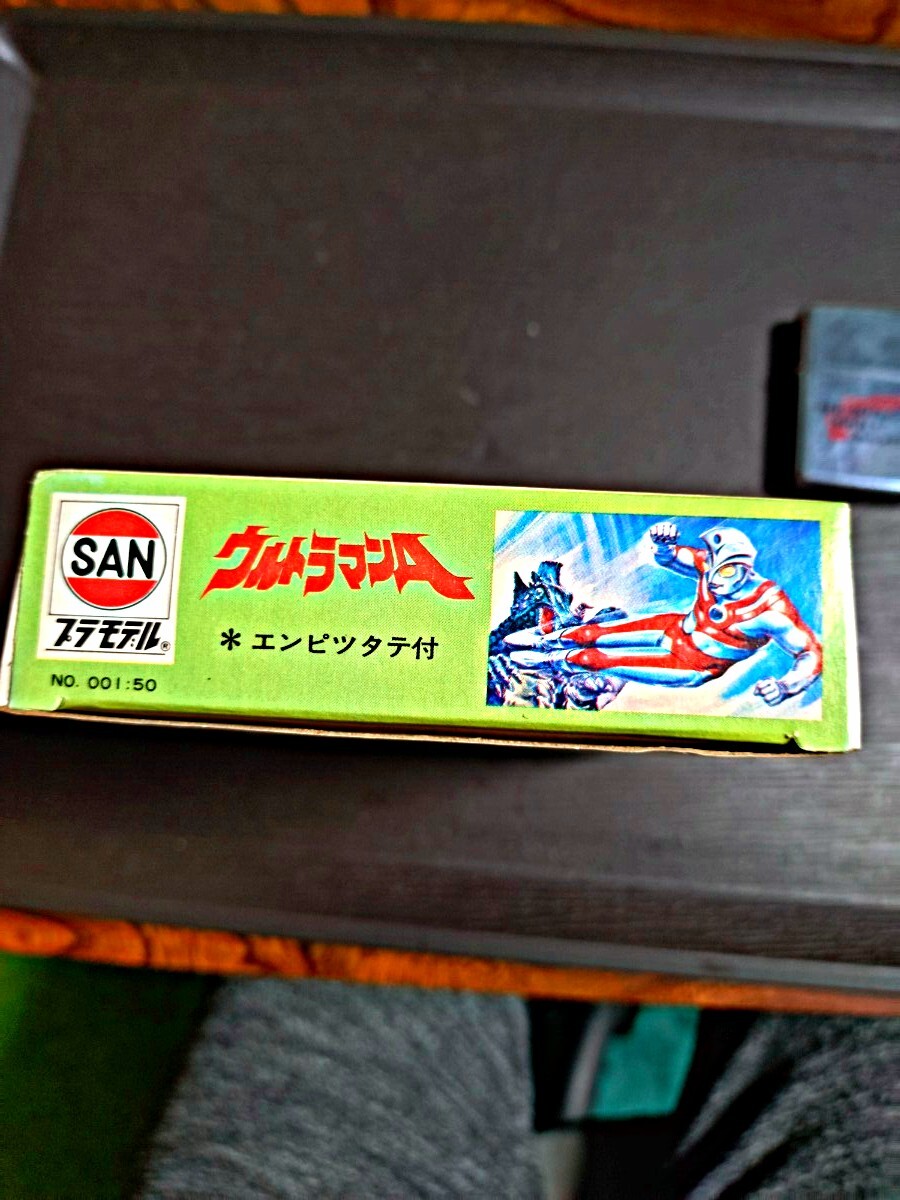 SAN
プラモデル®
NO. 001:50
ウルトラマンA
＊エンピツタテ付